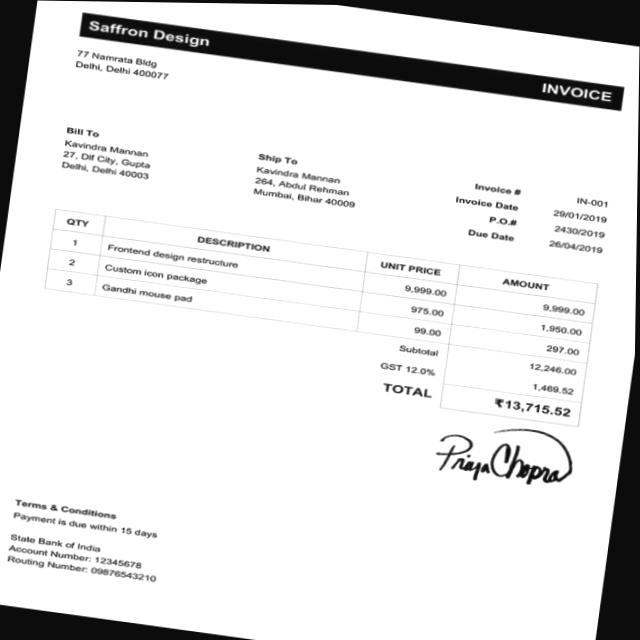 Saffron Design
INVOICE
77 Namrata Bldg
Delhi, Delhi 400077
Bill To
Kavindra Mannan
27, Dlf City, Gupta
Delhi, Delhi 40003
Ship To
Kavindra Mannan
264, Abdul Rehman
Mumbai, Bihar 40009
Invoice # IN-001
Invoice Date 29/01/2019
P.O.# 2430/2019
Due Date 26/04/2019
QTY DESCRIPTION UNIT PRICE AMOUNT
1 Frontend design restructure 9,999.00 9,999.00
2 Custom icon package 975.00 1,950.00
3 Gandhi mouse pad 99.00 297.00
Subtotal 12,246.00
GST 12.0% 1,469.52
TOTAL ₹13,715.52
Priya Chopra
Terms & Conditions
Payment is due within 15 days
State Bank of India
Account Number: 12345678
Routing Number: 09876543210